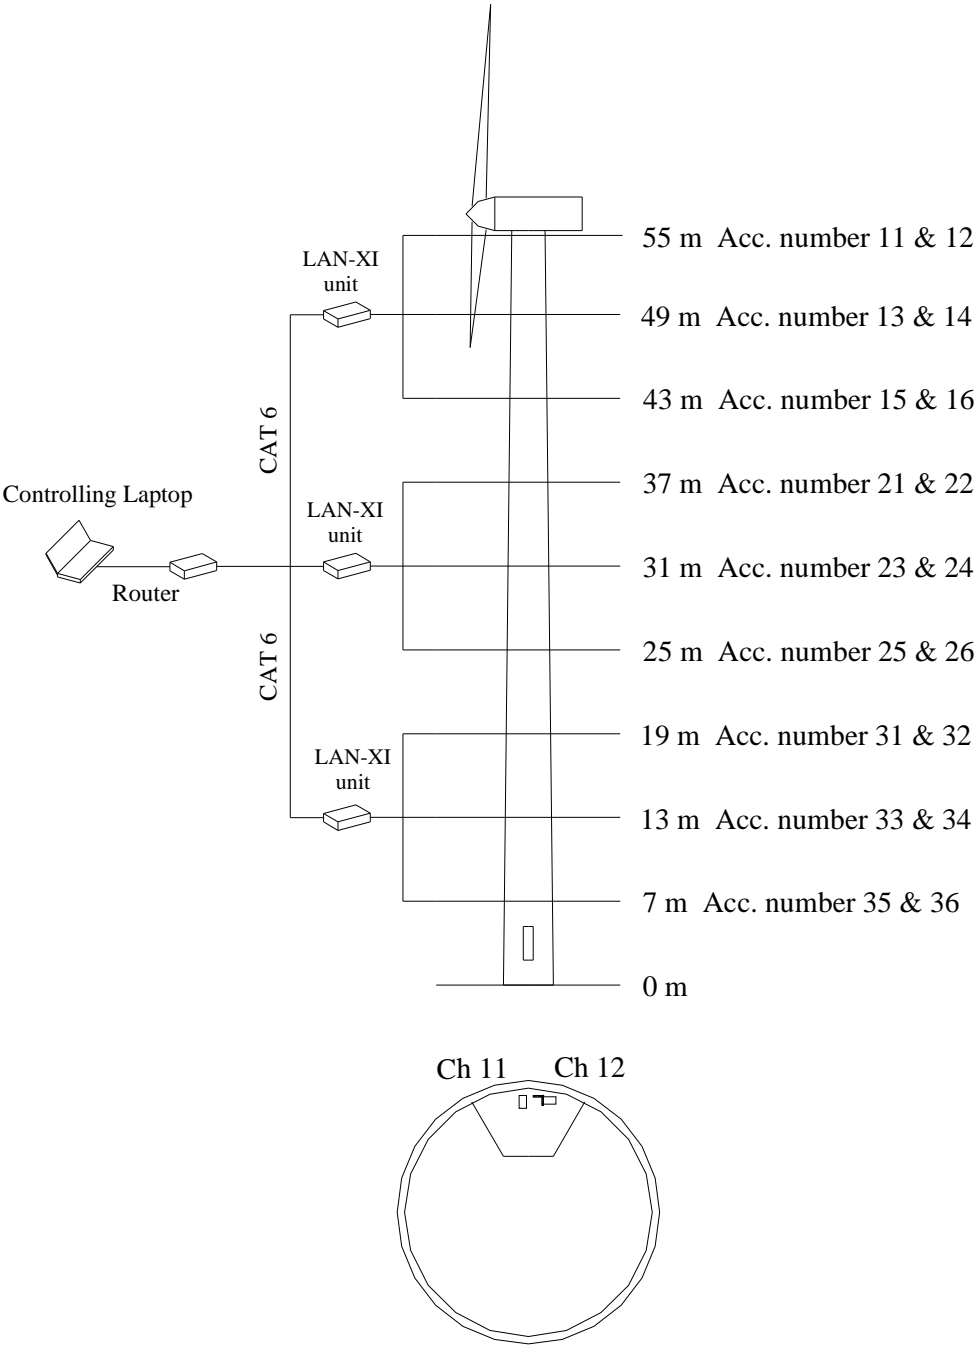 55 m  Acc. number 11 & 12
LAN-XI
unit
49 m  Acc. number 13 & 14
43 m  Acc. number 15 & 16
CAT 6
37 m  Acc. number 21 & 22
Controlling Laptop
LAN-XI
unit
31 m  Acc. number 23 & 24
Router
CAT 6
25 m  Acc. number 25 & 26
19 m  Acc. number 31 & 32
LAN-XI
unit
13 m  Acc. number 33 & 34
7 m  Acc. number 35 & 36
0 m
Ch 11
Ch 12